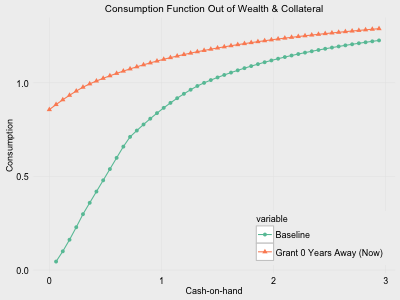 Consumption Function Out of Wealth & Collateral
Consumption
1.0
0.5
0.0
0
1
2
3
Cash-on-hand
variable
Baseline
Grant 0 Years Away (Now)